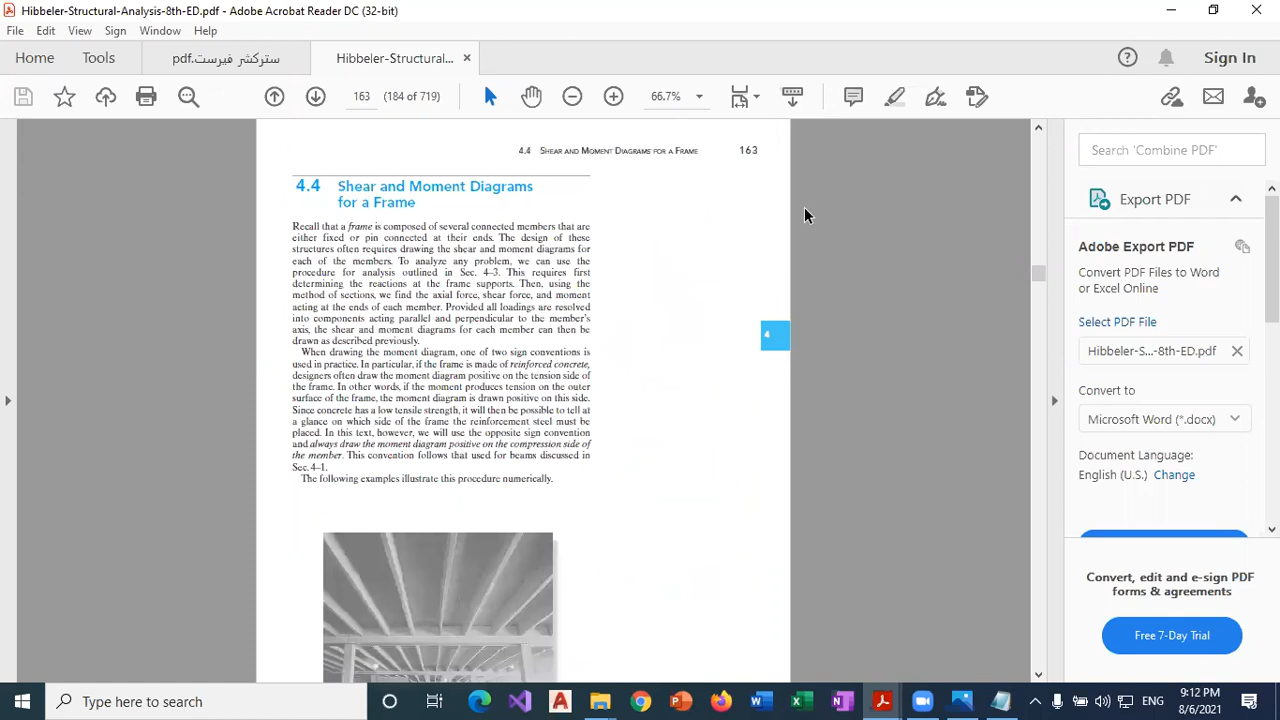 Hibbeler-Structural-Analysis-8th-ED.pdf - Adobe Acrobat Reader DC (32-bit)
File Edit View Sign Window Help
Home Tools ستركشر فيرست.pdf Hibbeler-Structural... ×
Sign In
163 (184 of 719) 66.7%
4.4 SHEAR AND MOMENT DIAGRAMS FOR A FRAME 163
4.4 Shear and Moment Diagrams
for a Frame
Recall that a frame is composed of several connected members that are
either fixed or pin connected at their ends. The design of these
structures often requires drawing the shear and moment diagrams for
each of the members. To analyze any problem, we can use the
procedure for analysis outlined in Sec. 4–3. This requires first
determining the reactions at the frame supports. Then, using the
method of sections, we find the axial force, shear force, and moment
acting at the ends of each member. Provided all loadings are resolved
into components acting parallel and perpendicular to the member's
axis, the shear and moment diagrams for each member can then be
drawn as described previously.
When drawing the moment diagram, one of two sign conventions is
used in practice. In particular, if the frame is made of reinforced concrete,
designers often draw the moment diagram positive on the tension side of
the frame. In other words, if the moment produces tension on the outer
surface of the frame, the moment diagram is drawn positive on this side.
Since concrete has a low tensile strength, it will then be possible to tell at
a glance on which side of the frame the reinforcement steel must be
placed. In this text, however, we will use the opposite sign convention
and always draw the moment diagram positive on the compression side of
the member. This convention follows that used for beams discussed in
Sec. 4–1.
The following examples illustrate this procedure numerically.
4
Search 'Combine PDF'
Export PDF
Adobe Export PDF
Convert PDF Files to Word
or Excel Online
Select PDF File
Hibbeler-S...-8th-ED.pdf
Convert to
Microsoft Word (*.docx)
Document Language:
English (U.S.) Change
Convert, edit and e-sign PDF
forms & agreements
Free 7-Day Trial
Type here to search
ENG
9:12 PM
8/6/2021